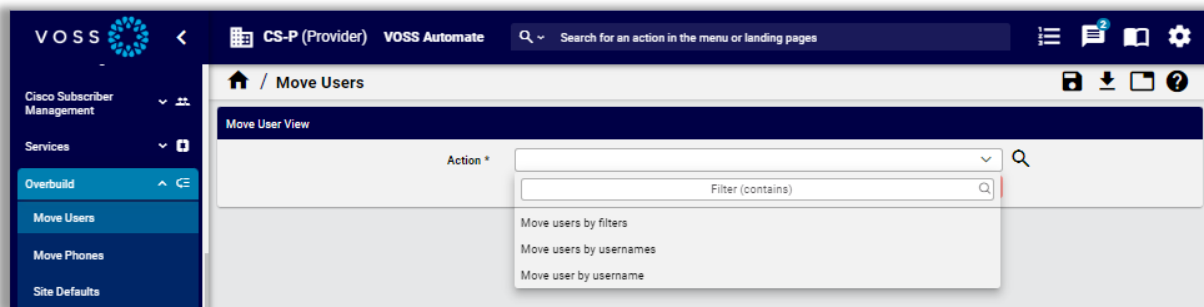 VOSS
CS-P (Provider) VOSS Automate
Search for an action in the menu or landing pages
2
Cisco Subscriber
Management
Services
Overbuild
Move Users
Move Phones
Site Defaults
/ Move Users
Move User View
Action *
Filter (contains)
Move users by filters
Move users by usernames
Move user by username